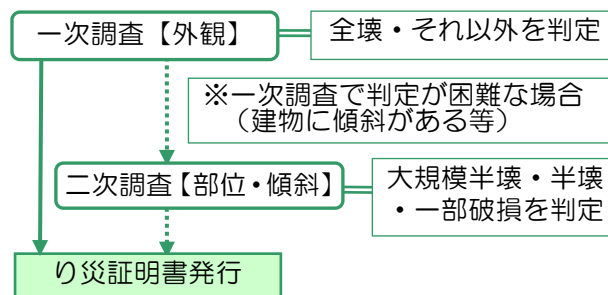 一次調査【外観】
全壊・それ以外を判定
※一次調査で判定が困難な場合
（建物に傾斜がある等）
二次調査【部位・傾斜】
大規模半壊・半壊
・一部破損を判定
り災証明書発行